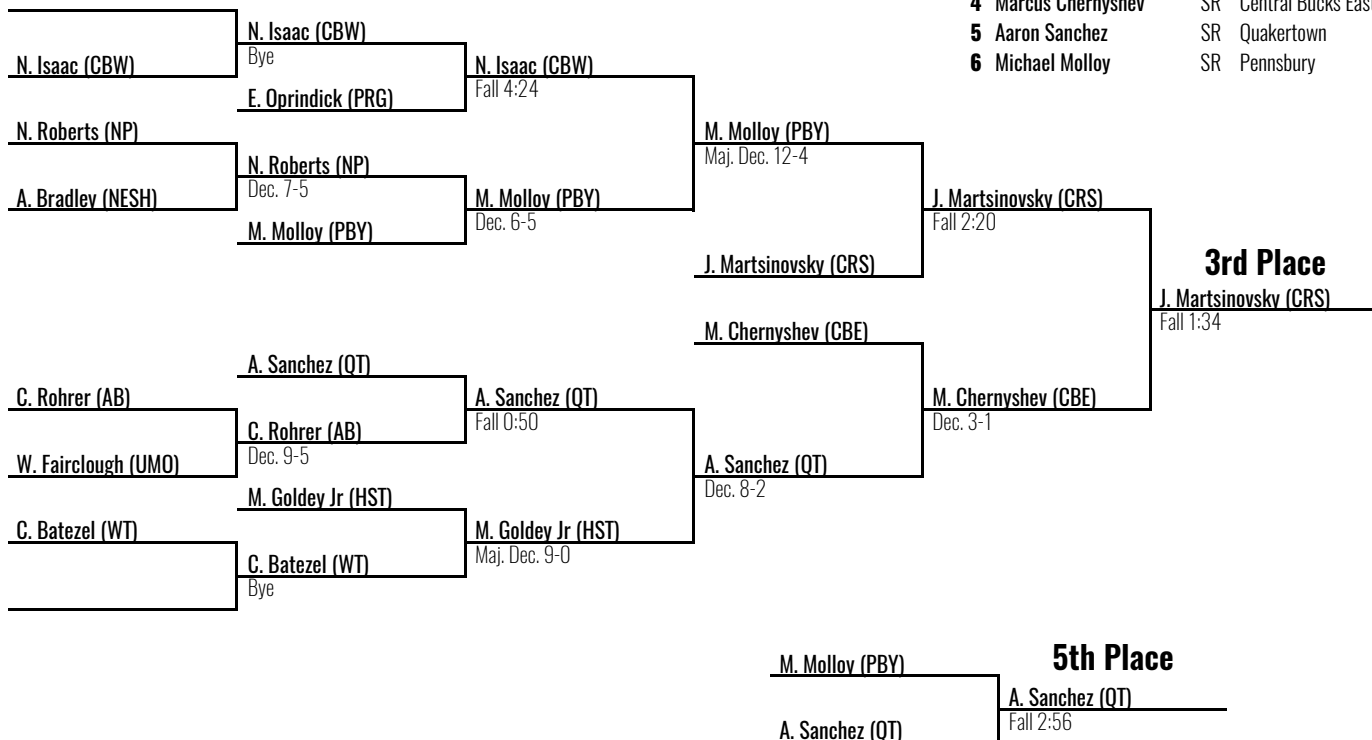 4 Marcus Chernyshev SR Central Bucks East
5 Aaron Sanchez SR Quakertown
6 Michael Molloy SR Pennsbury
N. Isaac (CBW)
N. Isaac (CBW)
Bye
E. Oprindick (PRG)
N. Isaac (CBW)
Fall 4:24
N. Roberts (NP)
A. Bradley (NESH)
N. Roberts (NP)
Dec. 7-5
M. Molloy (PBY)
M. Molloy (PBY)
Dec. 6-5
M. Molloy (PBY)
Maj. Dec. 12-4
J. Martsinovsky (CRS)
J. Martsinovsky (CRS)
Fall 2:20
3rd Place
J. Martsinovsky (CRS)
Fall 1:34
M. Chernyshev (CBE)
M. Chernyshev (CBE)
Dec. 3-1
A. Sanchez (QT)
C. Rohrer (AB)
W. Fairclough (UMO)
C. Rohrer (AB)
Dec. 9-5
A. Sanchez (QT)
Fall 0:50
A. Sanchez (QT)
Dec. 8-2
M. Goldey Jr (HST)
C. Batezel (WT)
C. Batezel (WT)
Bye
M. Goldey Jr (HST)
Maj. Dec. 9-0
M. Molloy (PBY)
A. Sanchez (QT)
5th Place
A. Sanchez (QT)
Fall 2:56